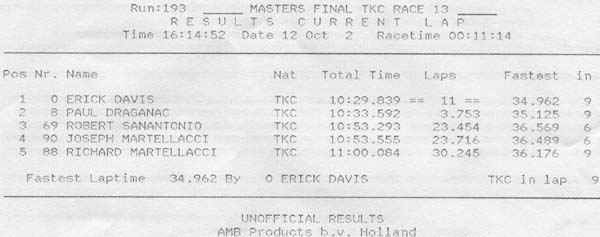 Run:193 _____ MASTERS FINAL TKC RACE 13 _____
R E S U L T S   C U R R E N T   L A P
Time 16:14:52  Date 12 Oct  2  Racetime 00:11:14
Pos Nr. Name Nat Total Time Laps Fastest in
1 0 ERICK DAVIS TKC 10:29.839 == 11 == 34.962 9
2 8 PAUL DRAGANAC TKC 10:33.592 3.753 35.125 9
3 69 ROBERT SANANTONIO TKC 10:53.293 23.454 36.569 6
4 90 JOSEPH MARTELLACCI TKC 10:53.555 23.716 36.489 6
5 88 RICHARD MARTELLACCI TKC 11:00.084 30.245 36.176 9
Fastest Laptime 34.962 By 0 ERICK DAVIS TKC in lap 9
UNOFFICIAL RESULTS
AMB Products b.v. Holland